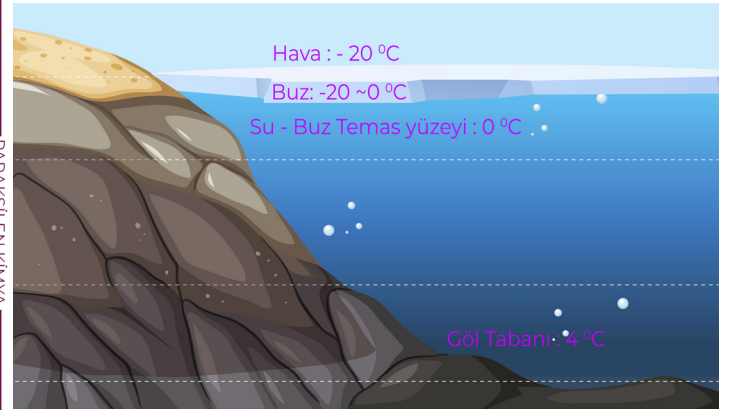 Hava : - 20 ⁰C
Buz: -20 ~0 ⁰C
Su - Buz Temas yüzeyi : 0 ⁰C
Göl Tabanı : 4 ⁰C